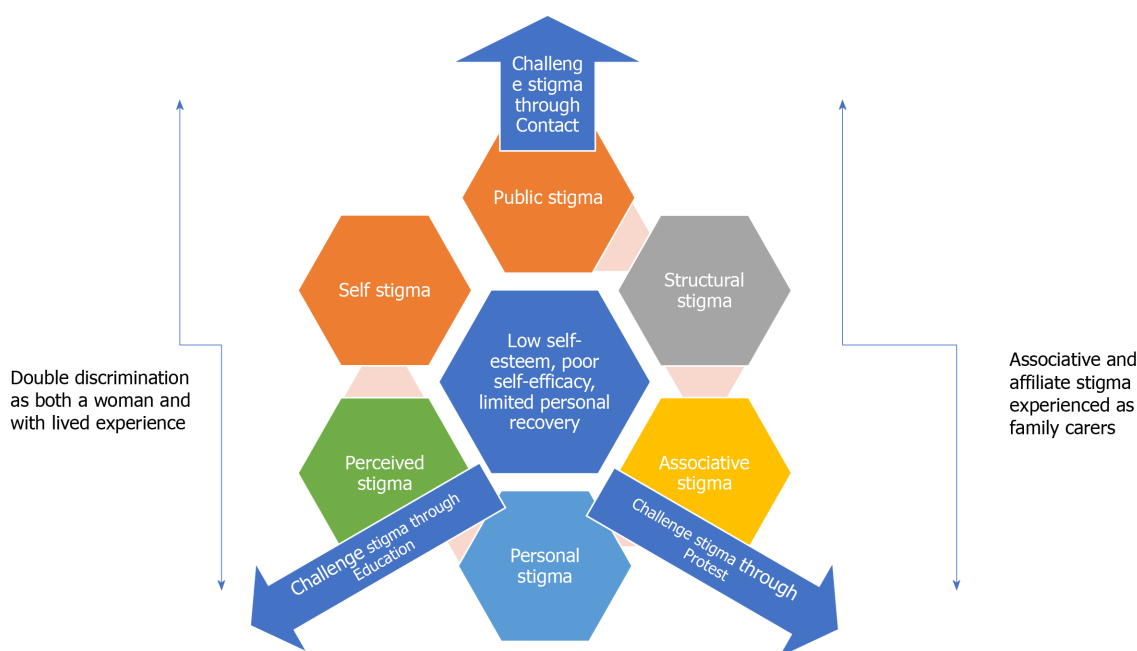 Challeng
e stigma
through
Contact
Public stigma
Self stigma
Structural
stigma
Low self-
esteem, poor
self-efficacy,
limited personal
recovery
Double discrimination
as both a woman and
with lived experience
Associative and
affiliate stigma
experienced as
family carers
Perceived
stigma
Associative
stigma
Challenge stigma through
Education
Challenge stigma through
Protest
Personal
stigma